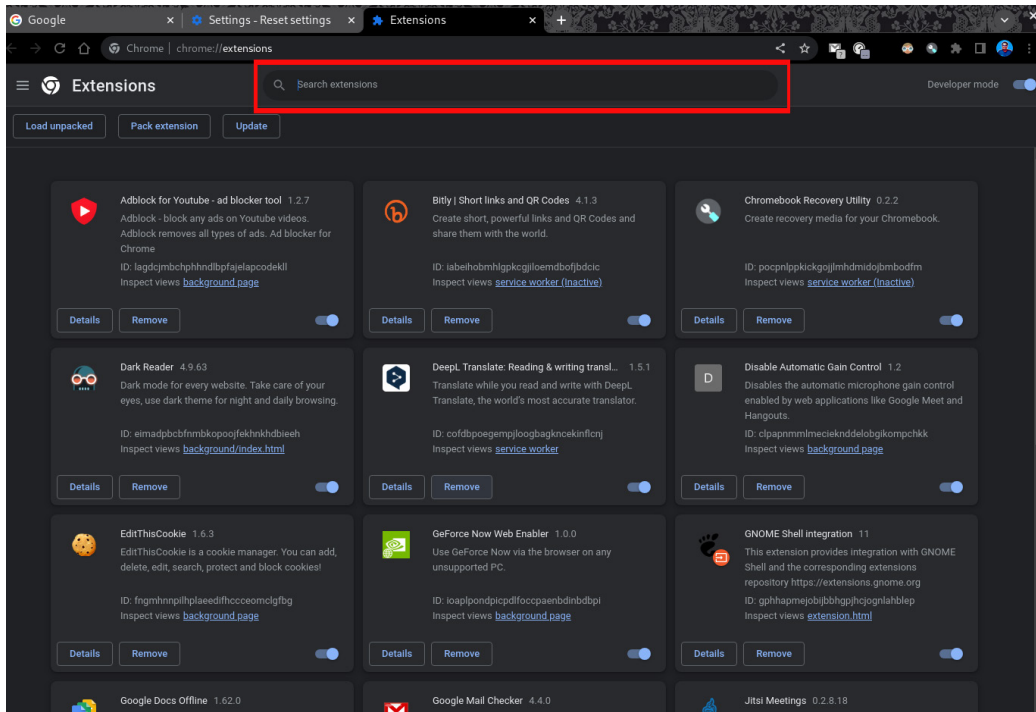 Google
Settings - Reset settings
Extensions
Chrome | chrome://extensions
Extensions
Search extensions
Developer mode
Load unpacked
Pack extension
Update
Adblock for Youtube - ad blocker tool 1.2.7
Adblock - block any ads on Youtube videos.
Adblock removes all types of ads. Ad blocker for
Chrome
ID: lagdcjmbchphhndlbpfajelapcodekll
Inspect views background page
Details
Remove
Bitly | Short links and QR Codes 4.1.3
Create short, powerful links and QR Codes and
share them with the world.
ID: iabeihobmhlgpkcgjiloemdbofjbdcic
Inspect views service worker (Inactive)
Details
Remove
Chromebook Recovery Utility 0.2.2
Create recovery media for your Chromebook.
ID: pocpnlppkickgojjlmhdmidojbmbodfm
Inspect views service worker (Inactive)
Details
Remove
Dark Reader 4.9.63
Dark mode for every website. Take care of your
eyes, use dark theme for night and daily browsing.
ID: eimadpbcbfnmbkopoojfekhnkhdbieeh
Inspect views background/index.html
Details
Remove
DeepL Translate: Reading & writing transl... 1.5.1
Translate while you read and write with DeepL
Translate, the world's most accurate translator.
ID: cofdbpoegempjloogbagkncekinflcnj
Inspect views service worker
Details
Remove
D
Disable Automatic Gain Control 1.2
Disables the automatic microphone gain control
enabled by web applications like Google Meet and
Hangouts.
ID: clpapnmmlmecieknddelobgikompchkk
Inspect views background page
Details
Remove
EditThisCookie 1.6.3
EditThisCookie is a cookie manager. You can add,
delete, edit, search, protect and block cookies!
ID: fngmhnnpilhplaeedifhccceomclgfbg
Inspect views background page
Details
Remove
GeForce Now Web Enabler 1.0.0
Use GeForce Now via the browser on any
unsupported PC.
ID: ioaplpondpicpdlfoccpaenbdinbdbpi
Inspect views background page
Details
Remove
GNOME Shell integration 11
This extension provides integration with GNOME
Shell and the corresponding extensions
repository https://extensions.gnome.org
ID: gphhapmejobijbbhgpjhcjognlahblep
Inspect views extension.html
Details
Remove
Google Docs Offline 1.62.0
Google Mail Checker 4.4.0
Jitsi Meetings 0.2.8.18